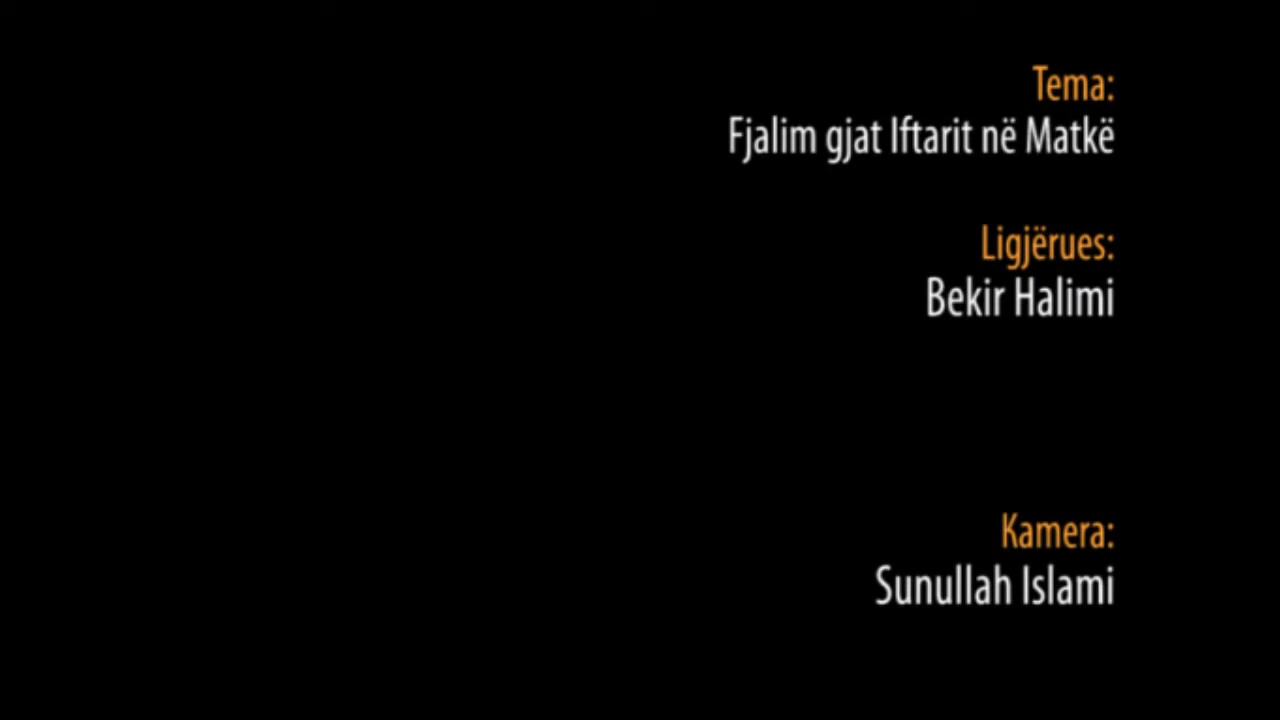 Tema:
Fjalim gjat Iftarit në Matkë
Ligjërues:
Bekir Halimi
Kamera:
Sunullah Islami